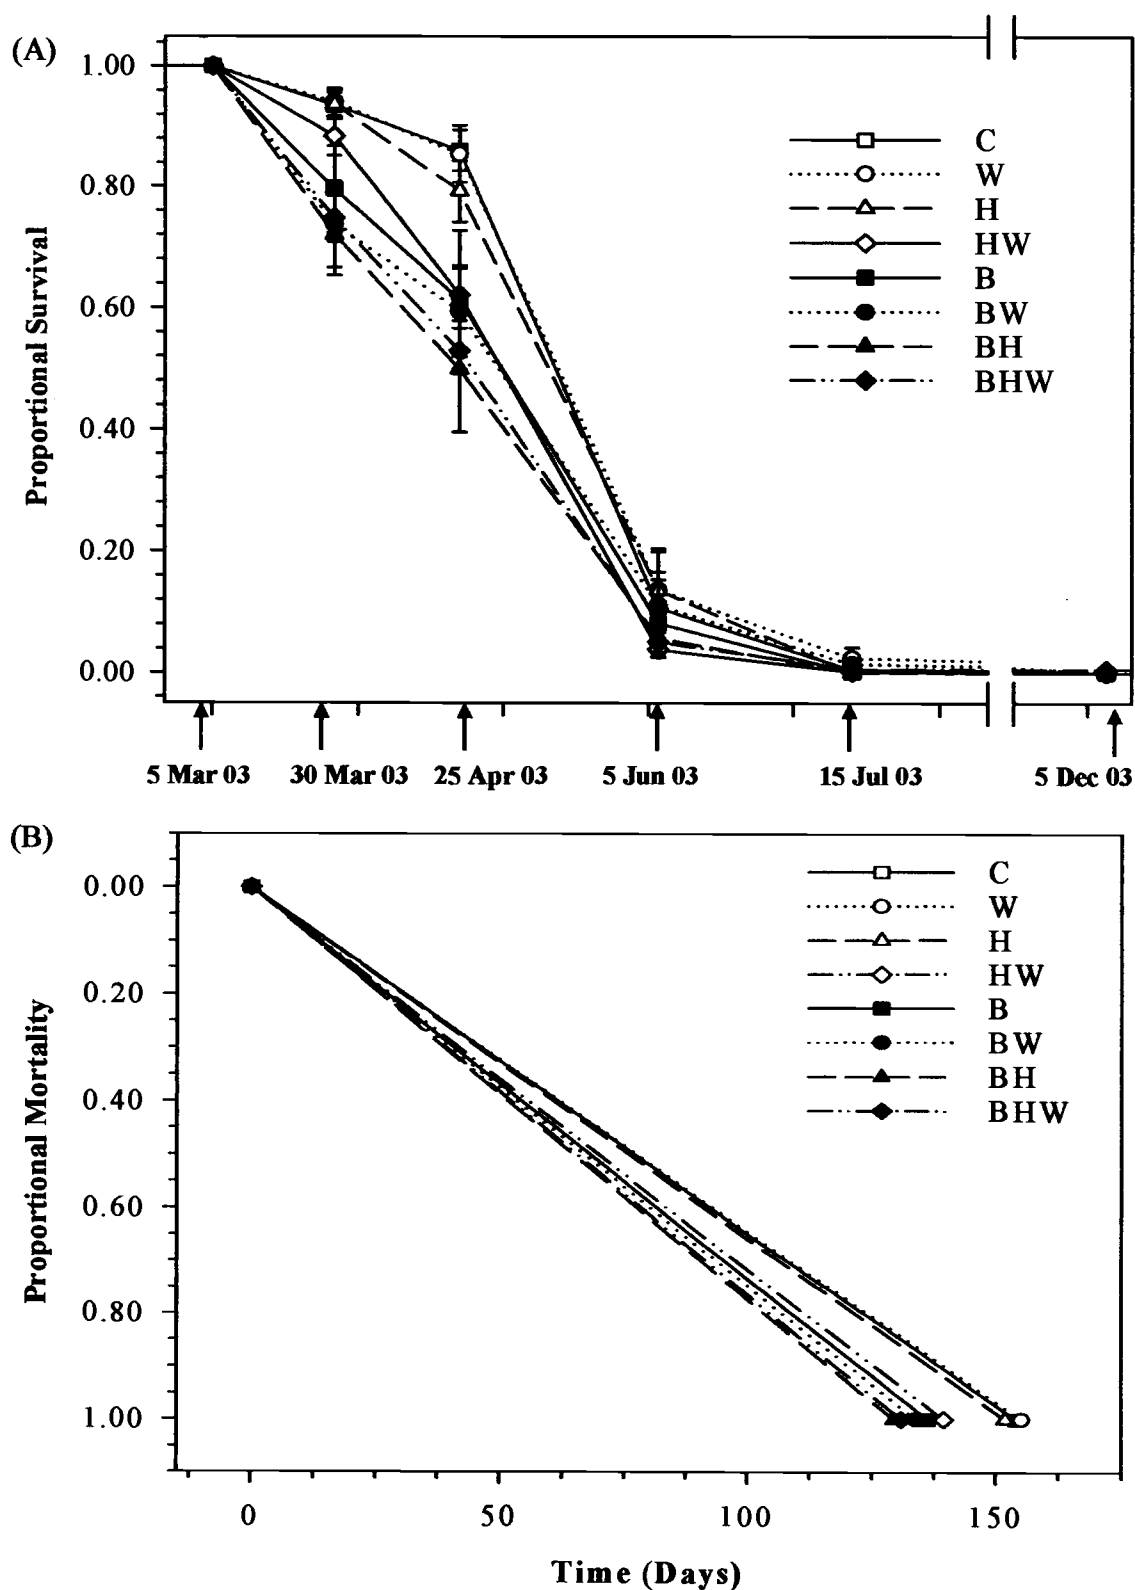 (A)
Proportional Survival
1.00
0.80
0.60
0.40
0.20
0.00
C
W
H
HW
B
BW
BH
BHW
5 Mar 03 30 Mar 03 25 Apr 03 5 Jun 03 15 Jul 03 5 Dec 03
(B)
Proportional Mortality
0.00
0.20
0.40
0.60
0.80
1.00
C
W
H
HW
B
BW
BH
BHW
0 50 100 150
Time (Days)